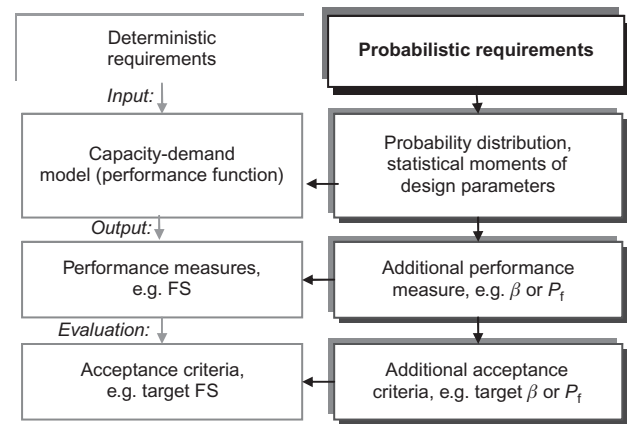 Deterministic
requirements
Probabilistic requirements
Input:
Capacity-demand
model (performance function)
Probability distribution,
statistical moments of
design parameters
Output:
Performance measures,
e.g. FS
Additional performance
measure, e.g. β or Pf
Evaluation:
Acceptance criteria,
e.g. target FS
Additional acceptance
criteria, e.g. target β or Pf